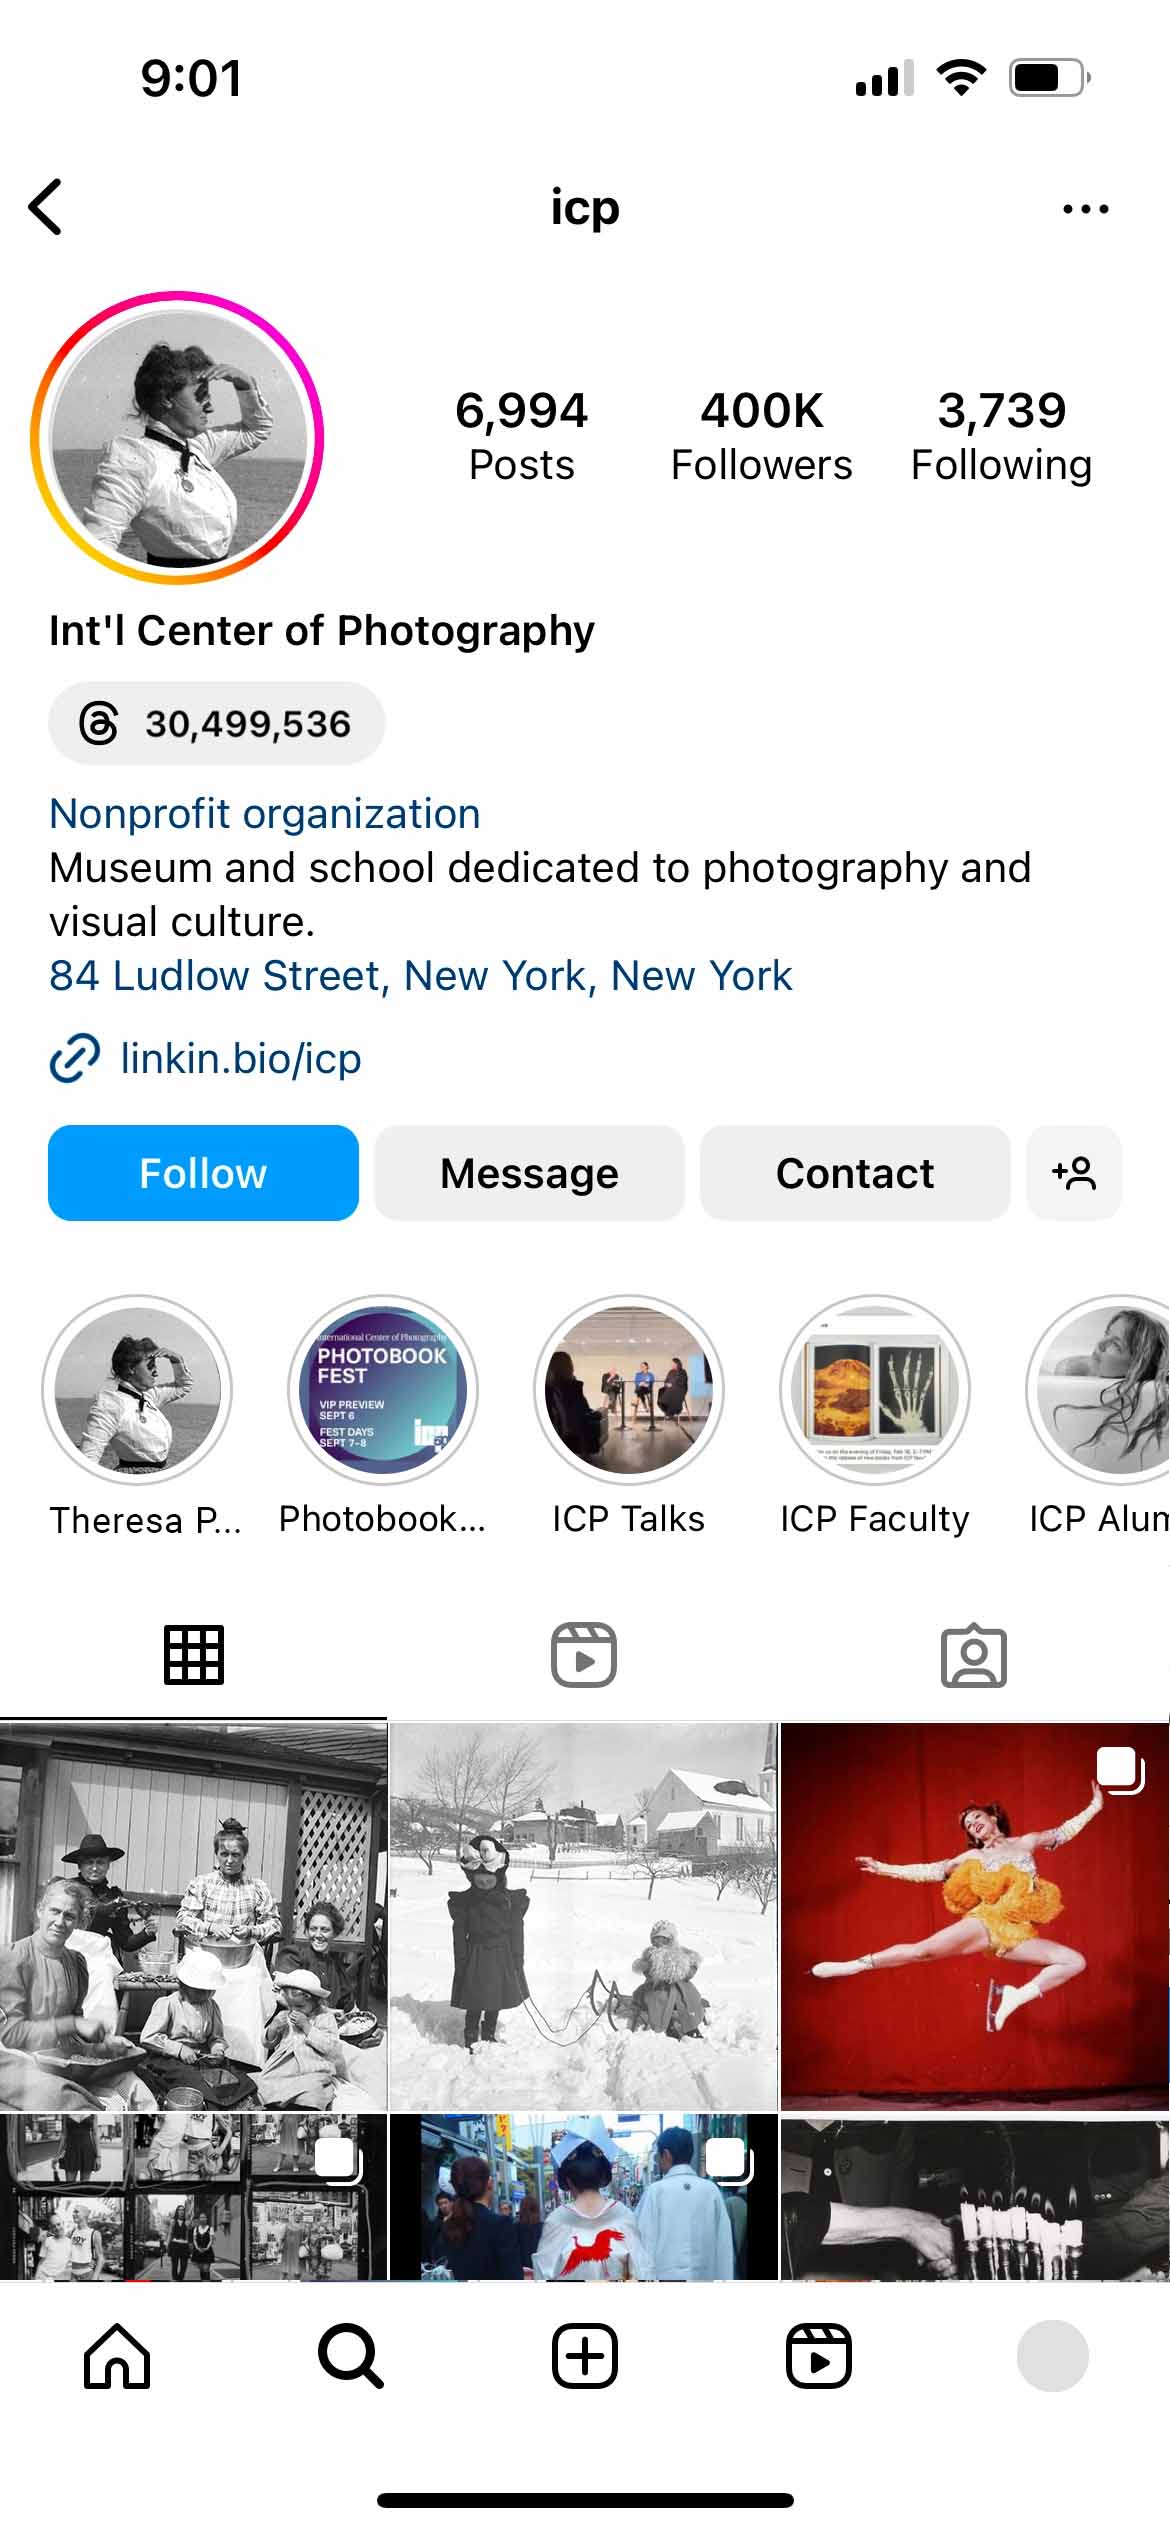 9:01
icp
6,994
Posts
400K
Followers
3,739
Following
Int'l Center of Photography
30,499,536
Nonprofit organization
Museum and school dedicated to photography and
visual culture.
84 Ludlow Street, New York, New York
linkin.bio/icp
Follow
Message
Contact
International Center of Photography
PHOTOBOOK
FEST
VIP PREVIEW
SEPT 6
FEST DAYS
SEPT 7–8
icp
Theresa P...
Photobook...
ICP Talks
ICP Faculty
ICP Alum